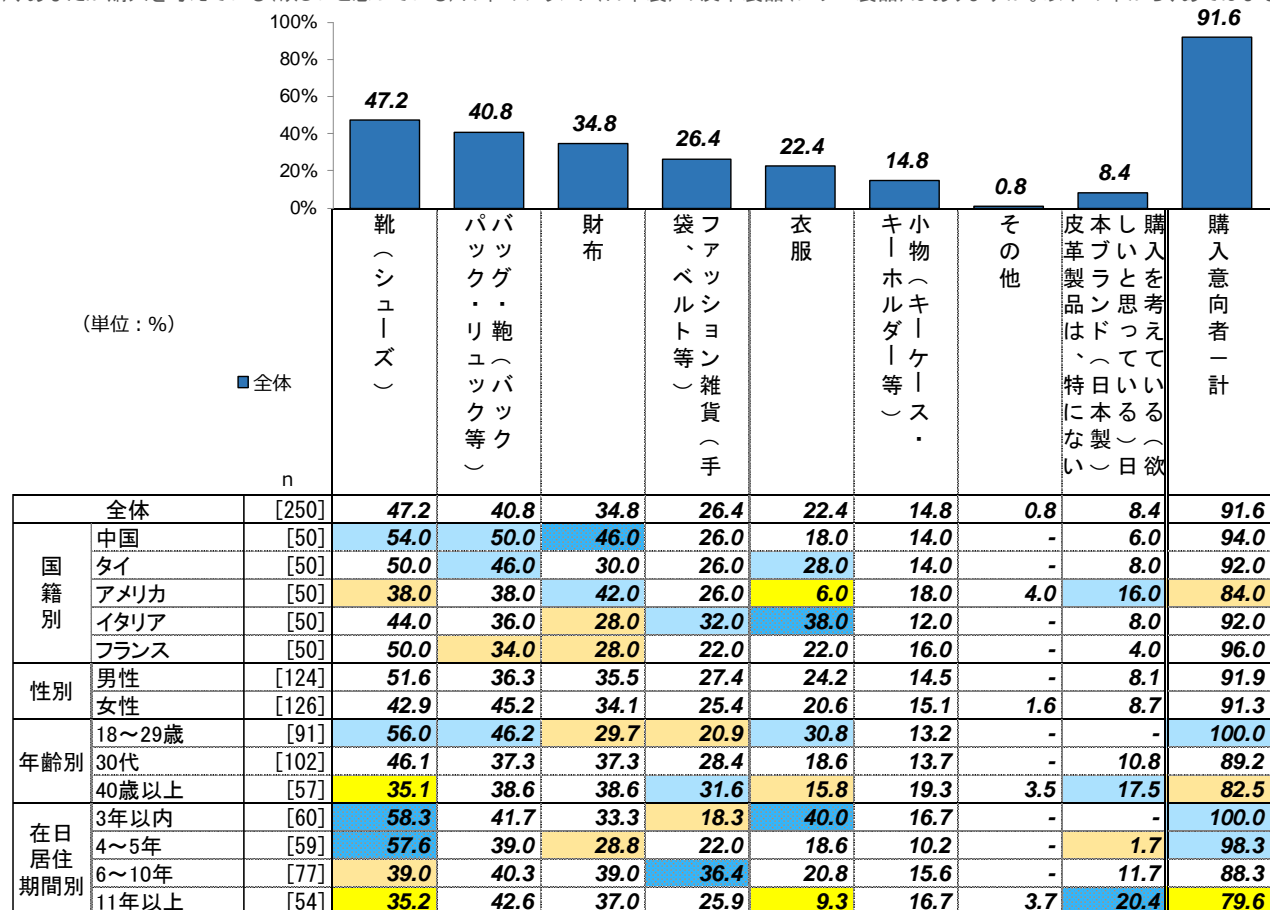 91.6
100%
80%
60%
40%
20%
0%
47.2
40.8
34.8
26.4
22.4
14.8
0.8
8.4
(単位：%)
■全体
n
靴（シューズ）
バッグ・鞄（バックパック・リュック等）
財布
ファッション雑貨（手袋、ベルト等）
衣服
小物（キーケース・キーホルダー等）
その他
購入を考えている（欲しいと思っている）日本ブランド（日本製）皮革製品は、特にない
購入意向者－計
全体 [250] 47.2 40.8 34.8 26.4 22.4 14.8 0.8 8.4 91.6
国籍別
中国 [50] 54.0 50.0 46.0 26.0 18.0 14.0 - 6.0 94.0
タイ [50] 50.0 46.0 30.0 26.0 28.0 14.0 - 8.0 92.0
アメリカ [50] 38.0 38.0 42.0 26.0 6.0 18.0 4.0 16.0 84.0
イタリア [50] 44.0 36.0 28.0 32.0 38.0 12.0 - 8.0 92.0
フランス [50] 50.0 34.0 28.0 22.0 22.0 16.0 - 4.0 96.0
性別
男性 [124] 51.6 36.3 35.5 27.4 24.2 14.5 - 8.1 91.9
女性 [126] 42.9 45.2 34.1 25.4 20.6 15.1 1.6 8.7 91.3
年齢別
18～29歳 [91] 56.0 46.2 29.7 20.9 30.8 13.2 - - 100.0
30代 [102] 46.1 37.3 37.3 28.4 18.6 13.7 - 10.8 89.2
40歳以上 [57] 35.1 38.6 38.6 31.6 15.8 19.3 3.5 17.5 82.5
在日居住期間別
3年以内 [60] 58.3 41.7 33.3 18.3 40.0 16.7 - - 100.0
4～5年 [59] 57.6 39.0 28.8 22.0 18.6 10.2 - 1.7 98.3
6～10年 [77] 39.0 40.3 39.0 36.4 20.8 15.6 - 11.7 88.3
11年以上 [54] 35.2 42.6 37.0 25.9 9.3 16.7 3.7 20.4 79.6